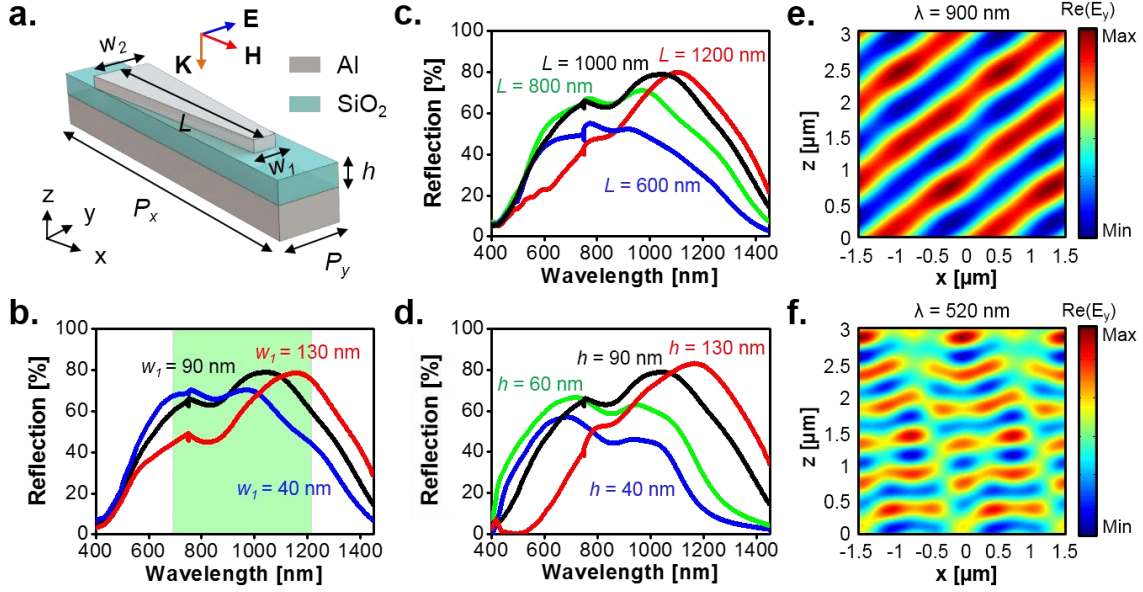 a.
w2
E
H
K
Al
SiO2
L
w1
h
Px
Py
z
y
x
b.
Reflection [%]
100
80
60
40
20
0
w1 = 90 nm
w1 = 130 nm
w1 = 40 nm
400 600 800 1000 1200 1400
Wavelength [nm]
c.
Reflection [%]
100
80
60
40
20
0
L = 1000 nm
L = 1200 nm
L = 800 nm
L = 600 nm
400 600 800 1000 1200 1400
Wavelength [nm]
d.
Reflection [%]
100
80
60
40
20
0
h = 90 nm
h = 130 nm
h = 60 nm
h = 40 nm
400 600 800 1000 1200 1400
Wavelength [nm]
e.
λ = 900 nm
Re(Ey)
Max
Min
z [µm]
3
2.5
2
1.5
1
0.5
0
-1.5 -1 -0.5 0 0.5 1 1.5
x [µm]
f.
λ = 520 nm
Re(Ey)
Max
Min
z [µm]
3
2.5
2
1.5
1
0.5
0
-1.5 -1 -0.5 0 0.5 1 1.5
x [µm]